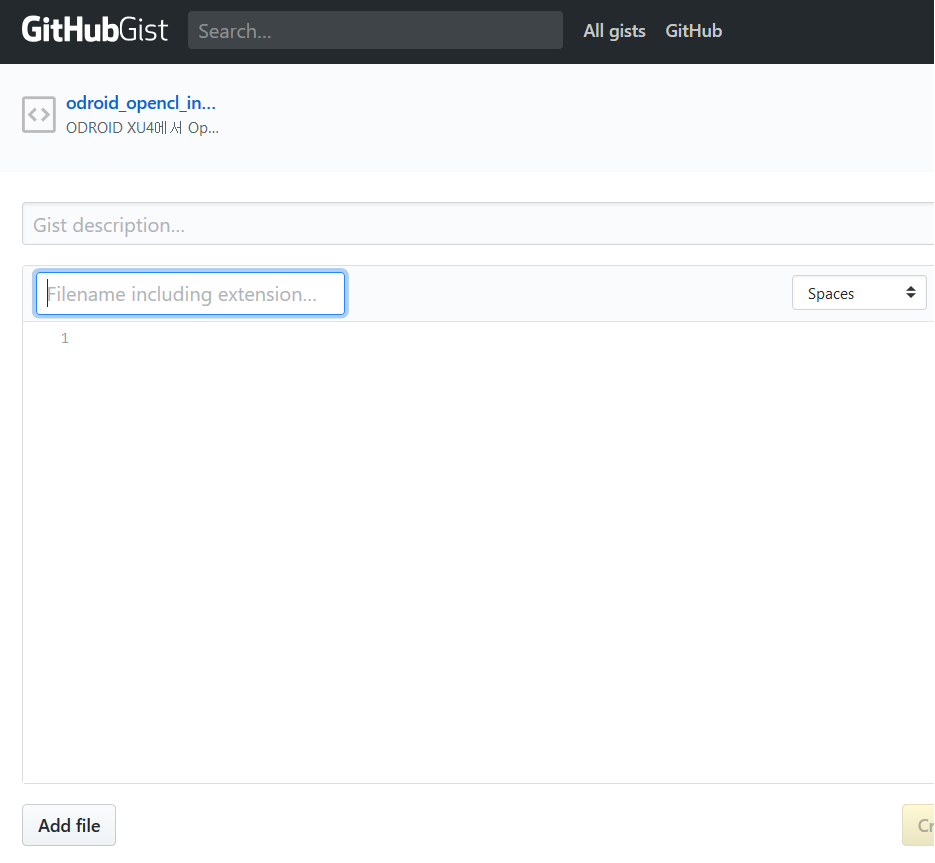 GitHubGist Search... All gists GitHub
odroid_opencl_in...
ODROID XU4에서 Op...
Gist description...
Filename including extension... Spaces
1
Add file Cr